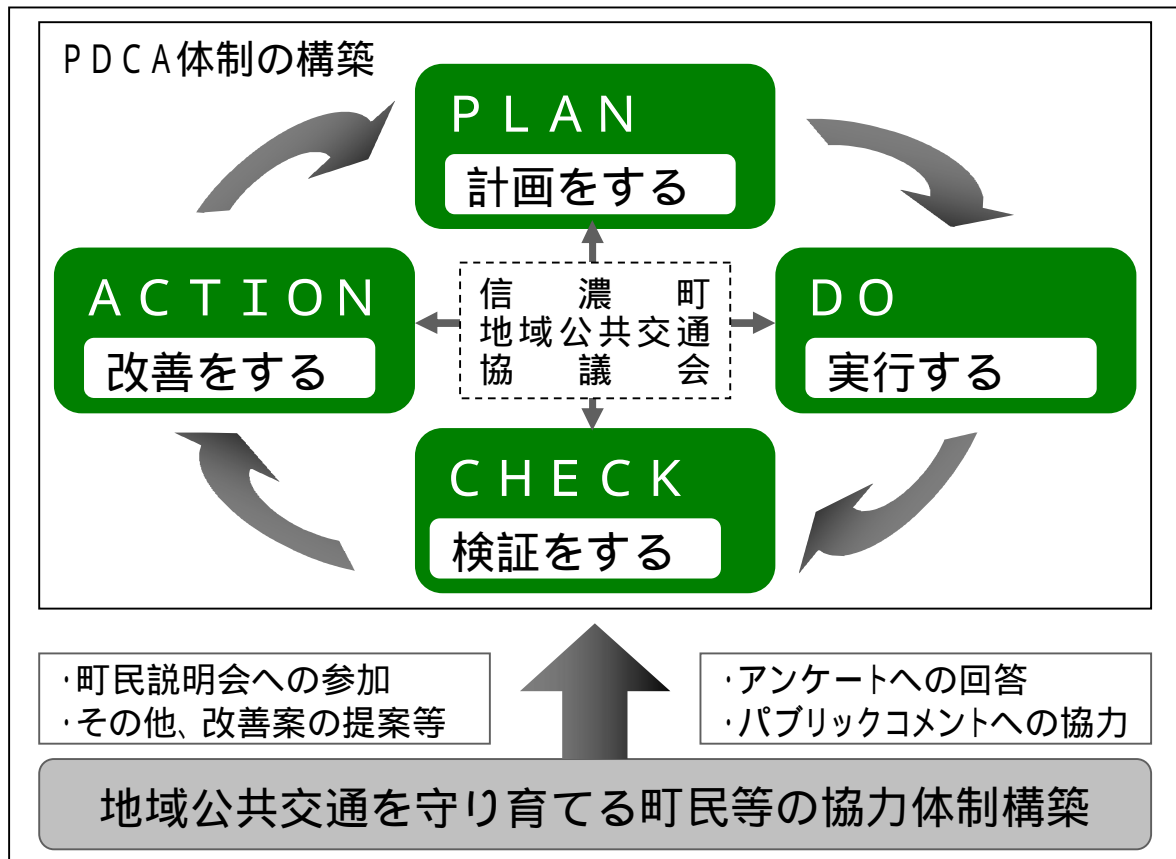 PDCA体制の構築
PLAN
計画をする
ACTION
改善をする
信濃町
地域公共交通
協議会
DO
実行する
CHECK
検証をする
・町民説明会への参加
・その他、改善案の提案等
・アンケートへの回答
・パブリックコメントへの協力
地域公共交通を守り育てる町民等の協力体制構築